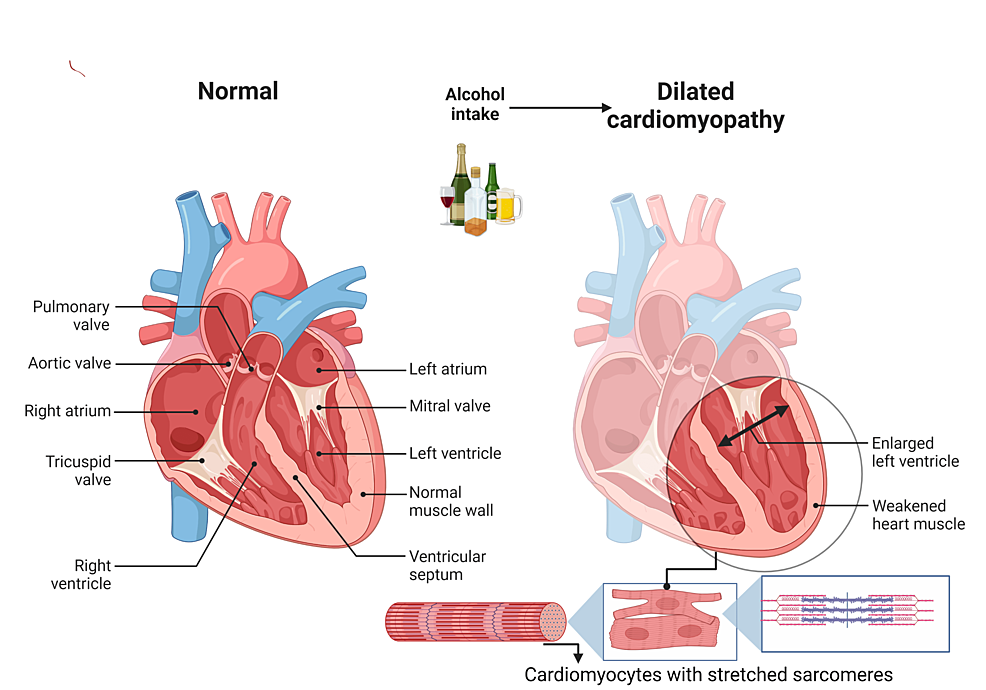 Normal
Alcohol
intake
Dilated
cardiomyopathy
Pulmonary
valve
Aortic valve
Right atrium
Tricuspid
valve
Right
ventricle
Left atrium
Mitral valve
Left ventricle
Normal
muscle wall
Ventricular
septum
Enlarged
left ventricle
Weakened
heart muscle
Cardiomyocytes with stretched sarcomeres